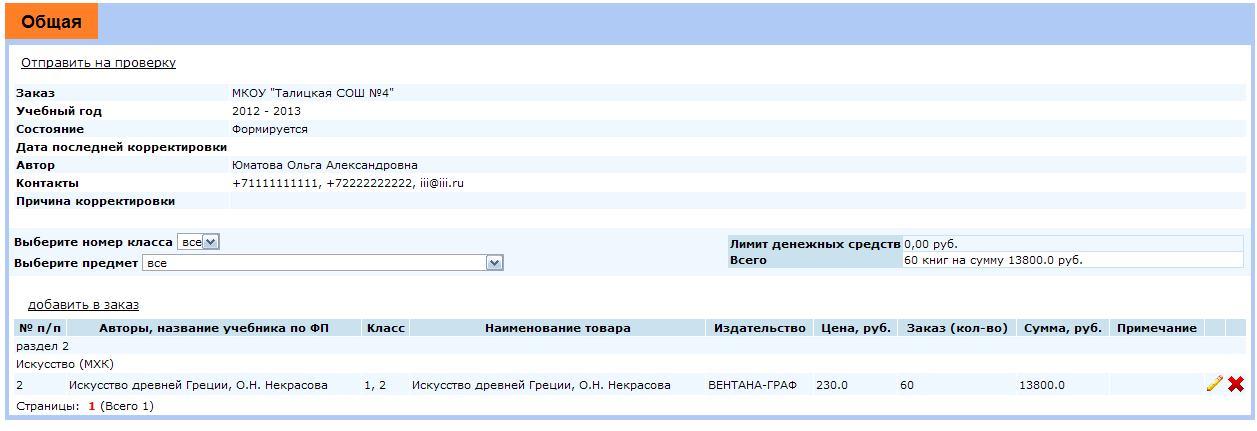 Общая
Отправить на проверку
Заказ МКОУ "Талицкая СОШ №4"
Учебный год 2012 - 2013
Состояние Формируется
Дата последней корректировки
Автор Юматова Ольга Александровна
Контакты +71111111111, +72222222222, iii@iii.ru
Причина корректировки
Выберите номер класса все
Выберите предмет все
Лимит денежных средств 0,00 руб.
Всего 60 книг на сумму 13800.0 руб.
добавить в заказ
№ п/п Авторы, название учебника по ФП Класс Наименование товара Издательство Цена, руб. Заказ (кол-во) Сумма, руб. Примечание
раздел 2
Искусство (МХК)
2 Искусство древней Греции, О.Н. Некрасова 1, 2 Искусство древней Греции, О.Н. Некрасова ВЕНТАНА-ГРАФ 230.0 60 13800.0
Страницы: 1 (Всего 1)